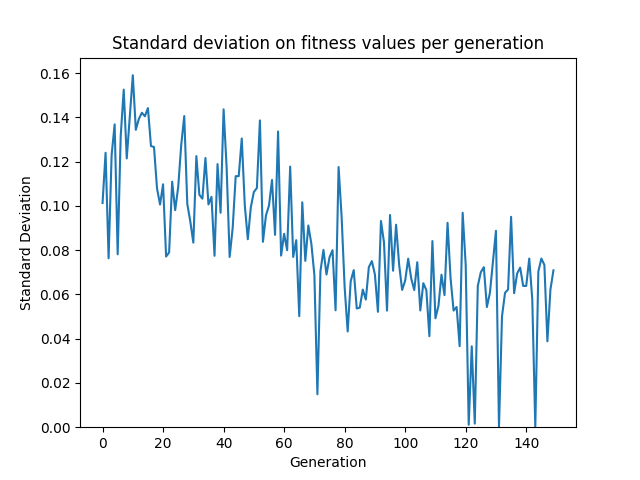 Standard deviation on fitness values per generation
0.16
0.14
0.12
0.10
0.08
0.06
0.04
0.02
0.00
Standard Deviation
0 20 40 60 80 100 120 140
Generation